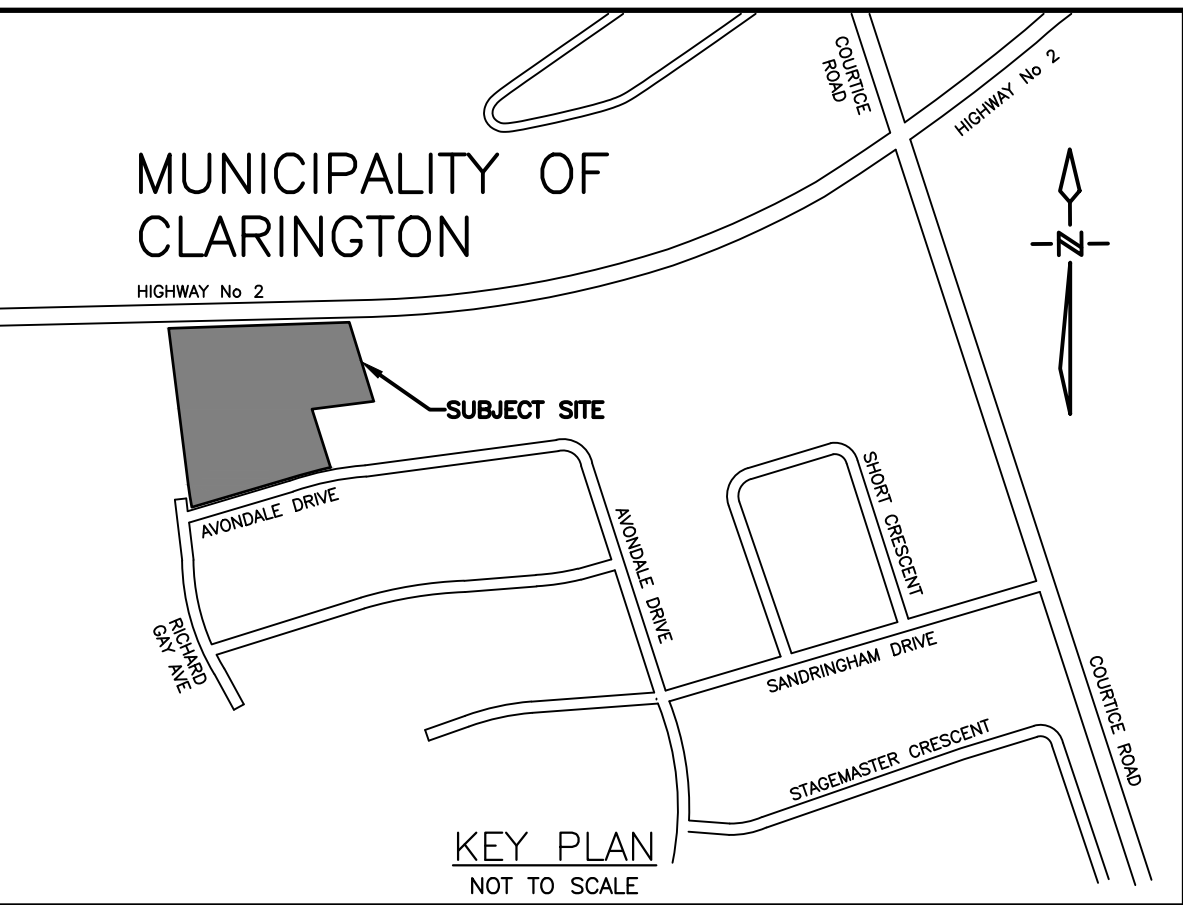 COURTICE
ROAD
HIGHWAY No 2
MUNICIPALITY OF
CLARINGTON
N
HIGHWAY No 2
SUBJECT SITE
AVONDALE DRIVE
AVONDALE DRIVE
SHORT CRESCENT
RICHARD
GAY AVE
SANDRINGHAM DRIVE
COURTICE ROAD
STAGEMASTER CRESCENT
KEY PLAN
NOT TO SCALE